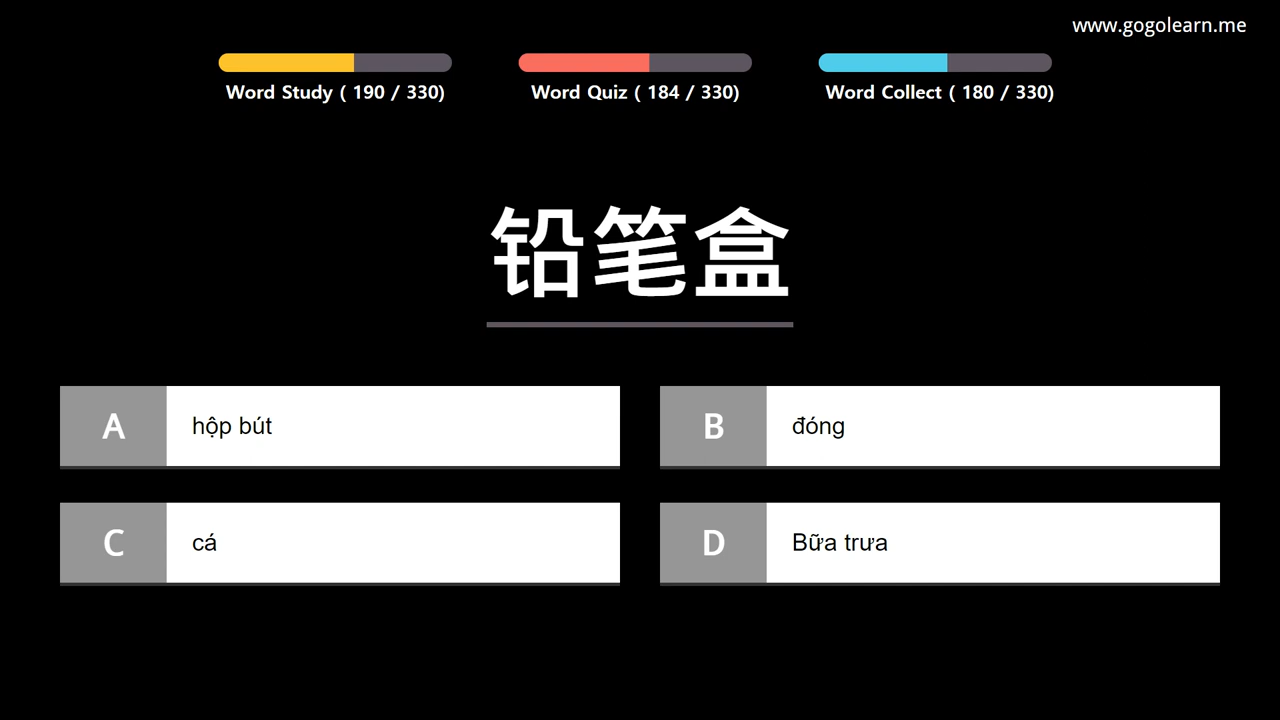 www.gogolearn.me
Word Study ( 190 / 330)
Word Quiz ( 184 / 330)
Word Collect ( 180 / 330)
铅笔盒
A hộp bút
B đóng
C cá
D Bữa trưa